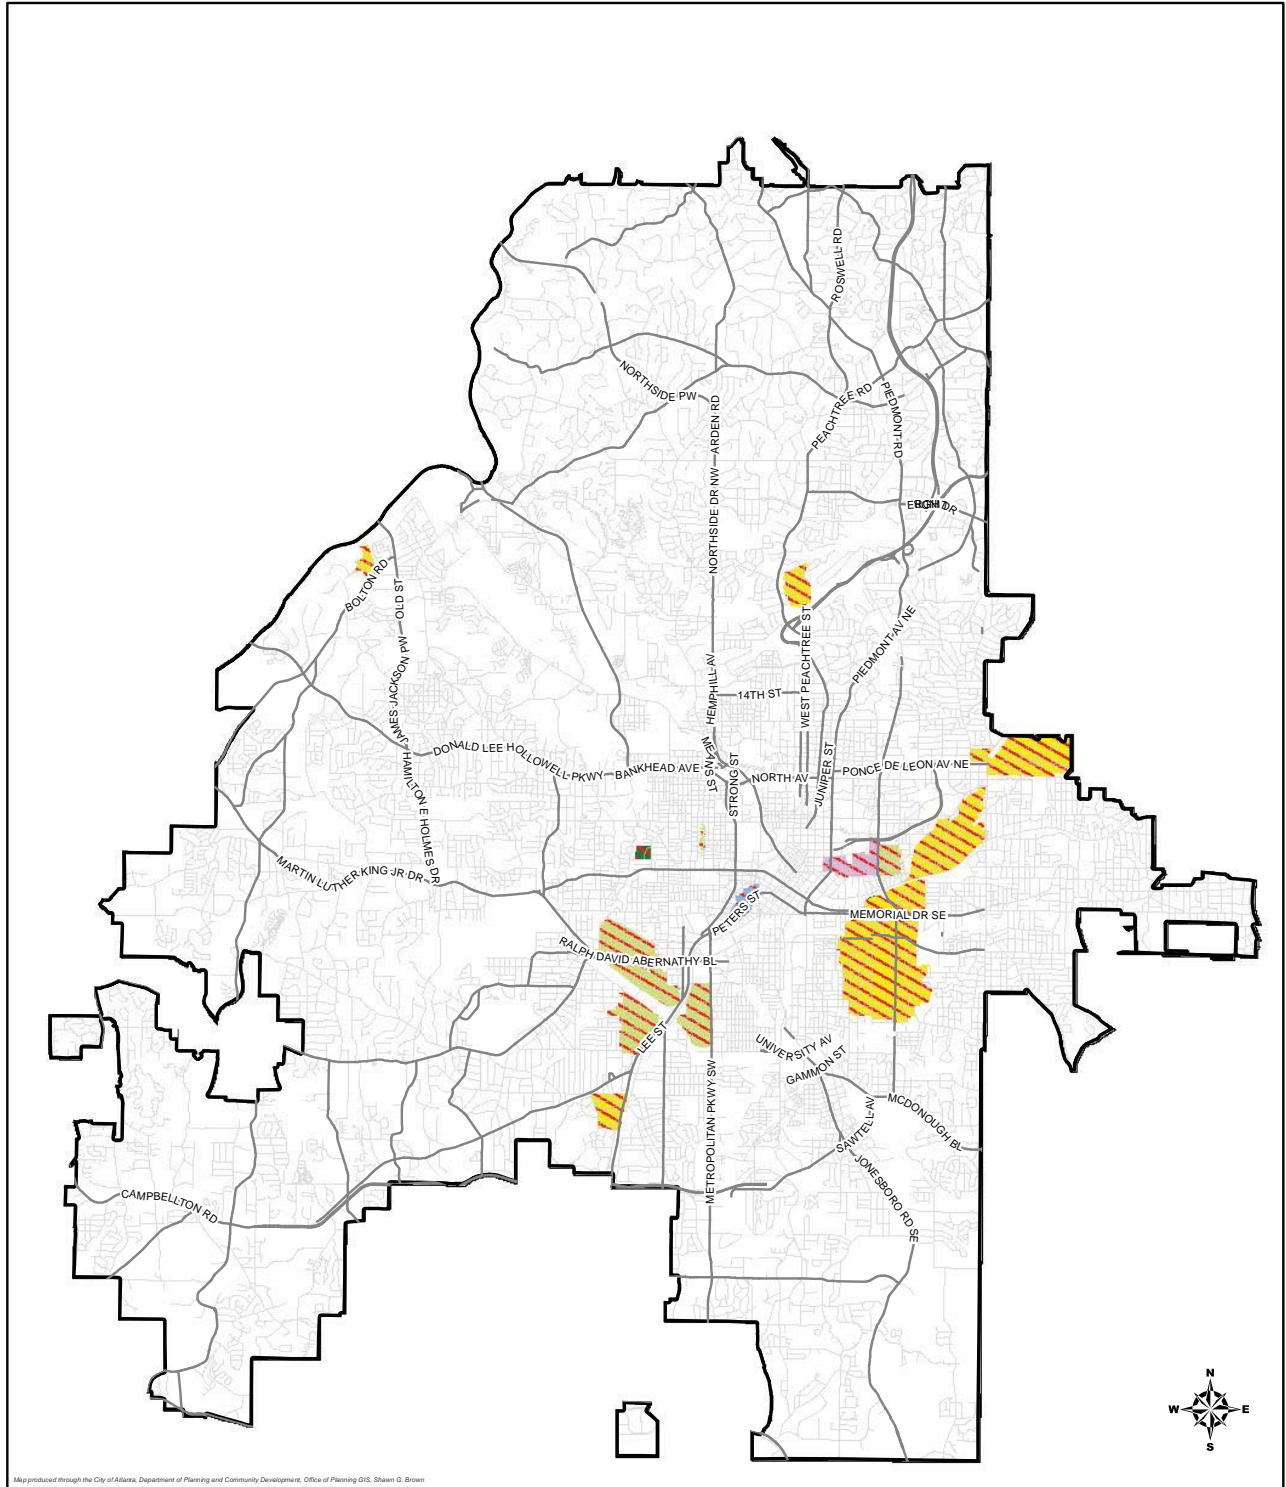 ROSWELL RD
NORTHSIDE PW
ARDEN RD
PEACHTREE RD
PIEDMONT RD
NORTHSIDE DR NW
DR
BOLTON RD
OLD ST
JAMES JACKSON PW
HEMPHILL AV
14TH ST
WEST PEACHTREE ST
PIEDMONT AV NE
DONALD LEE HOLLOWELL PKWY
BANKHEAD AVE
MEANS ST
STRONG ST
NORTH AV
JUNIPER ST
PONCE DE LEON AV NE
HAMILTON E HOLMES DR
MARTIN LUTHER KING JR DR
PETERS ST
MEMORIAL DR SE
RALPH DAVID ABERNATHY BL
LEE ST
UNIVERSITY AV
GAMMON ST
METROPOLITAN PKWY SW
SAWTELL AV
MCDONOUGH BL
JONESBORO RD SE
CAMPBELLTON RD
N
W
E
S
Map produced through the City of Atlanta, Department of Planning and Community Development, Office of Planning GIS, Shawn G. Brown